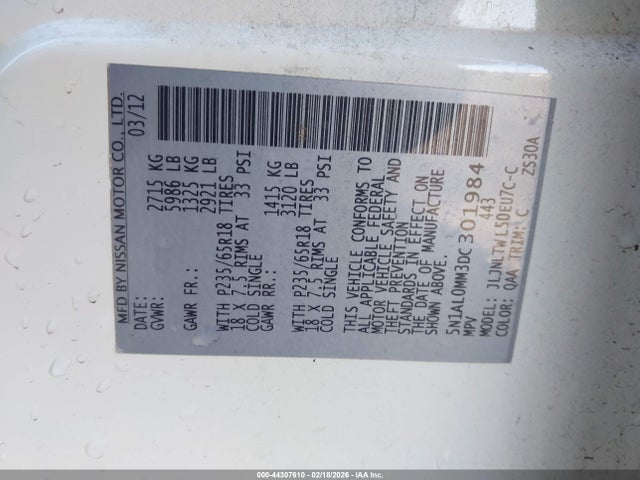 MFD BY NISSAN MOTOR CO., LTD.
DATE: 03/12
GVWR: 2715 KG
5986 LB
GAWR FR.: 1325 KG
2921 LB
WITH P235/65R18 TIRES
18 X 7.5 RIMS AT 33 PSI
COLD SINGLE
GAWR RR.: 1415 KG
3120 LB
WITH P235/65R18 TIRES
18 X 7.5 RIMS AT 33 PSI
COLD SINGLE
THIS VEHICLE CONFORMS TO
ALL APPLICABLE FEDERAL
MOTOR VEHICLE SAFETY AND
THEFT PREVENTION
STANDARDS IN EFFECT ON
THE DATE OF MANUFACTURE
SHOWN ABOVE.
5N1AL0MM3DC301984
MPV 443
MODEL: JLJNLTWL50EU7C-C
COLOR: QAA TRIM: C ZS30A
000-44307610 - 02/18/2026 - IAAI.COM